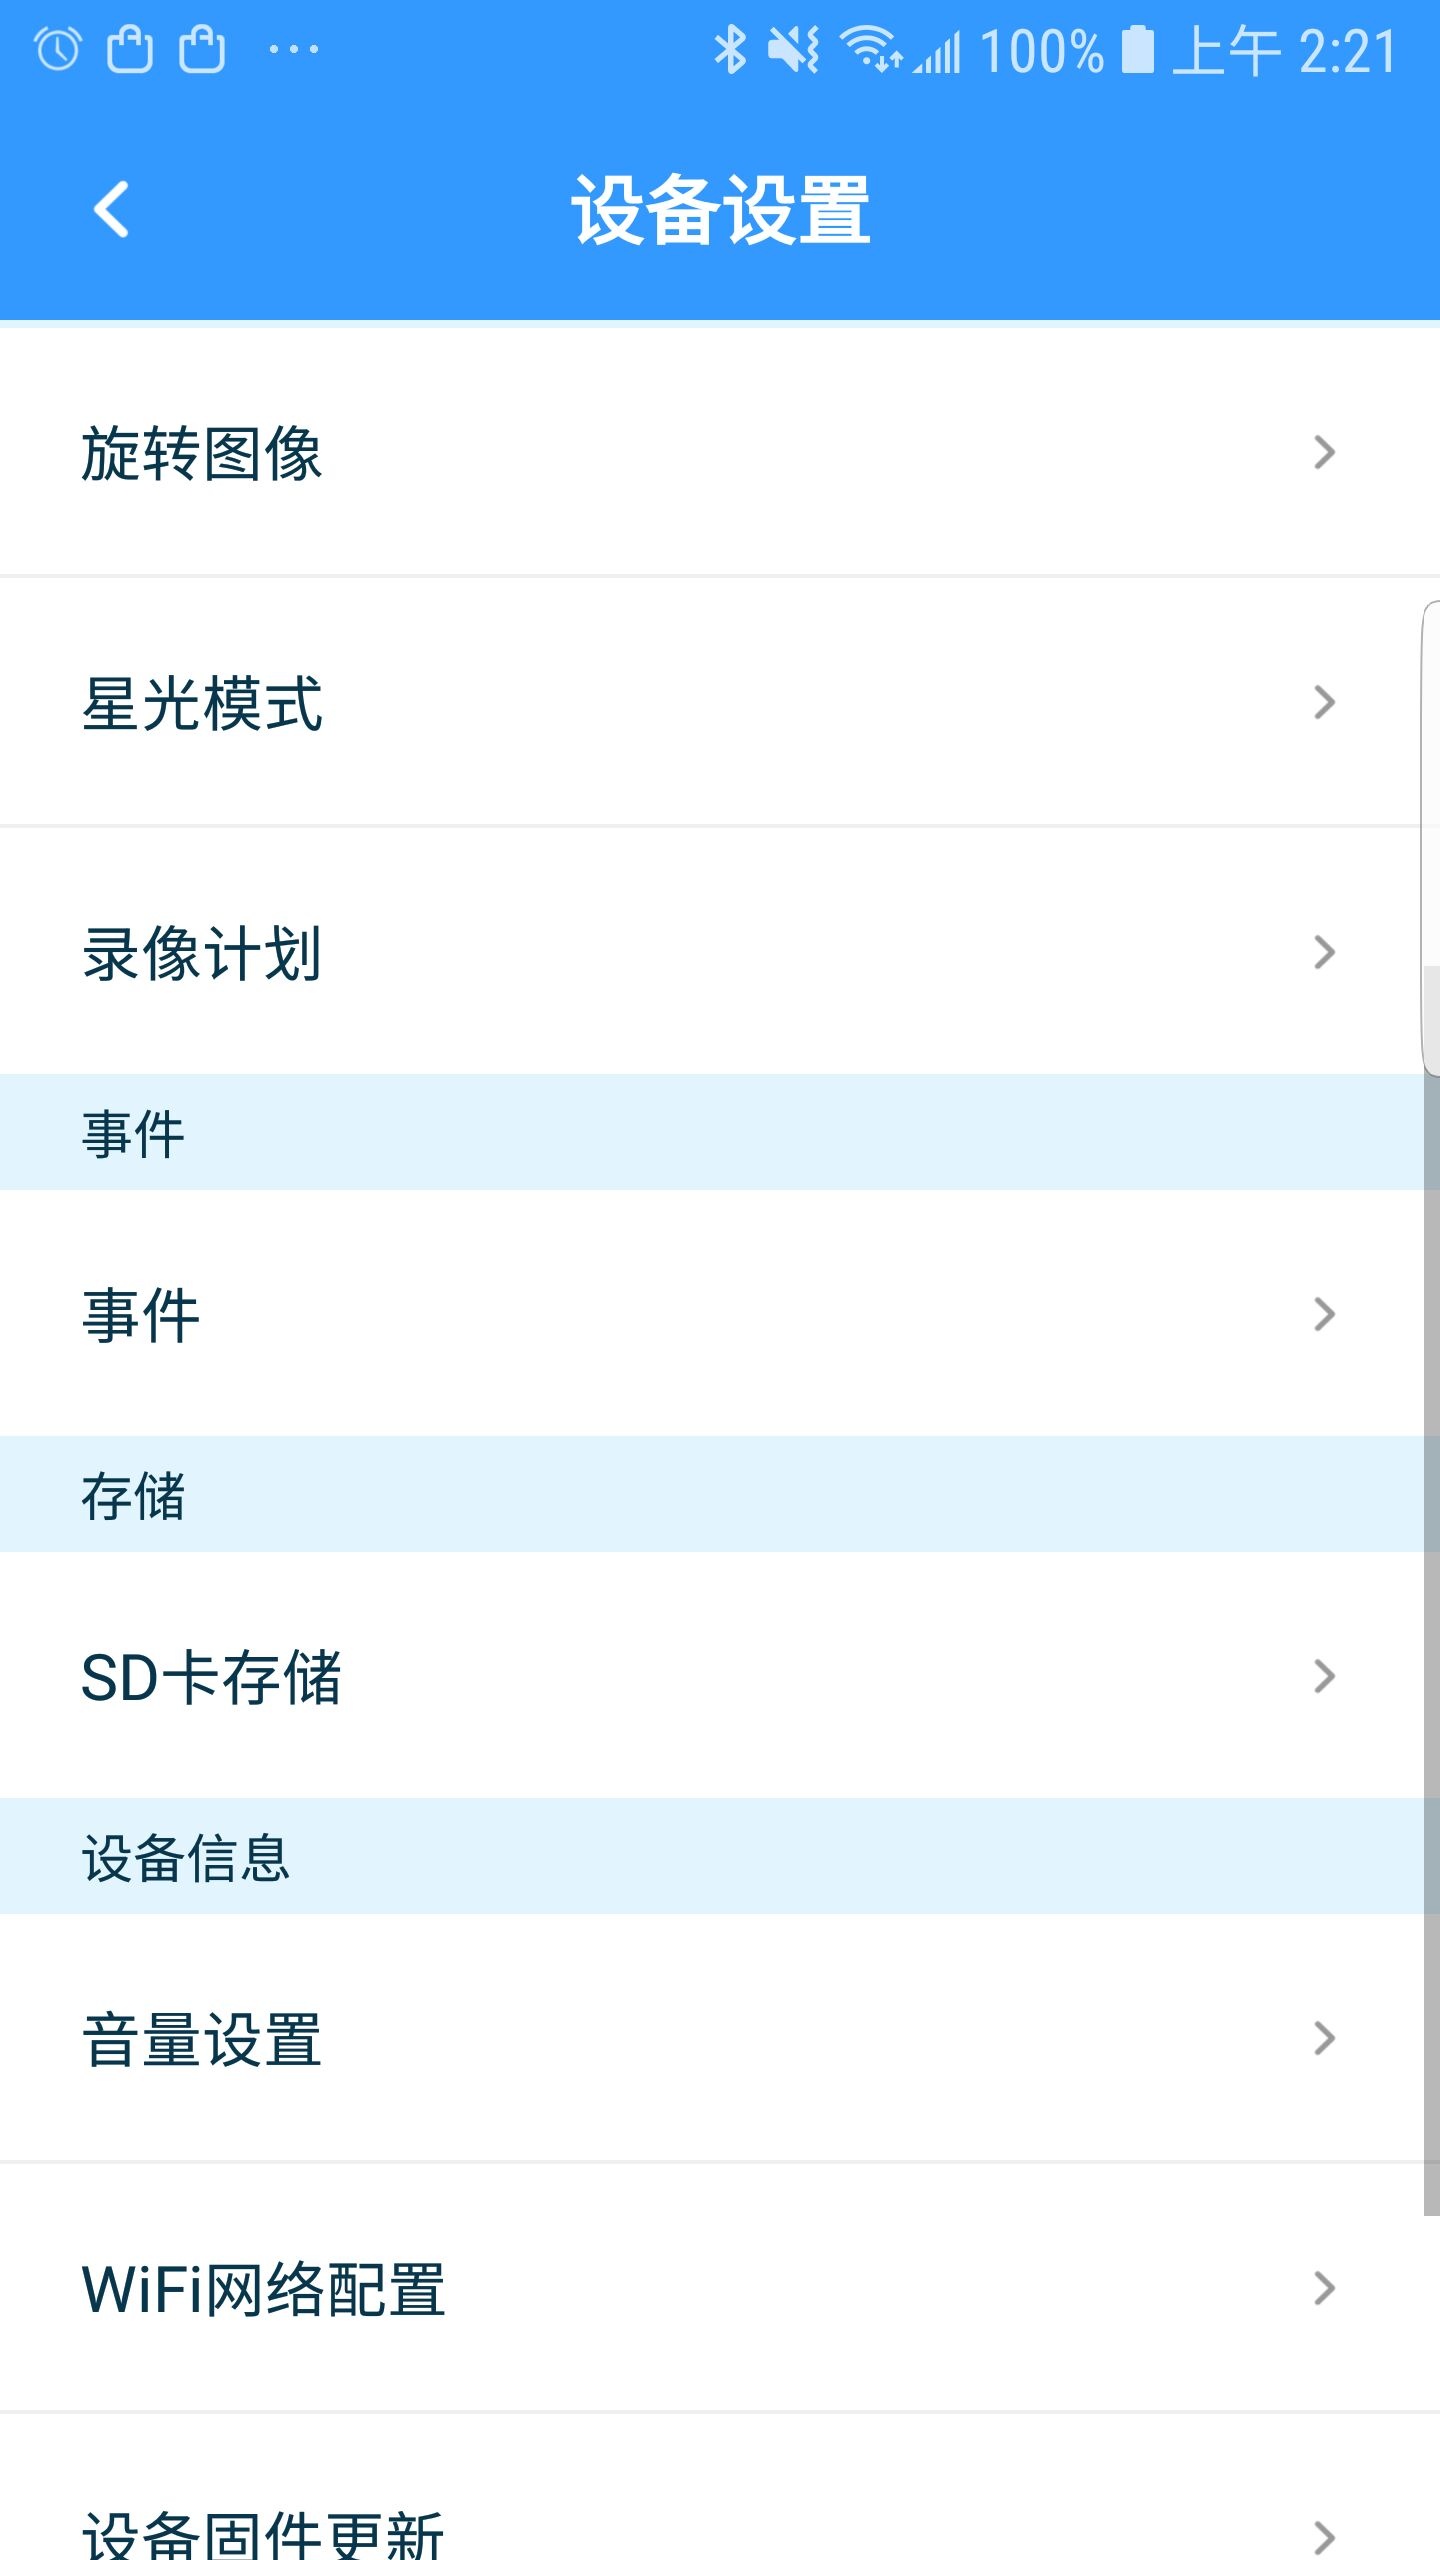 100% 上午 2:21
设备设置
旋转图像
星光模式
录像计划
事件
事件
存储
SD卡存储
设备信息
音量设置
WiFi网络配置
设备固件更新